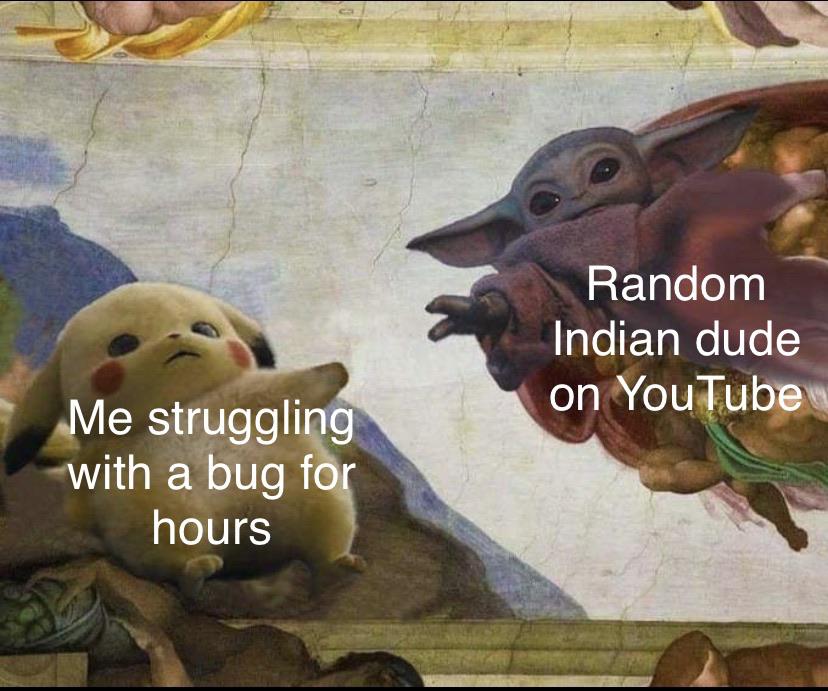 Me struggling
with a bug for
hours
Random
Indian dude
on YouTube